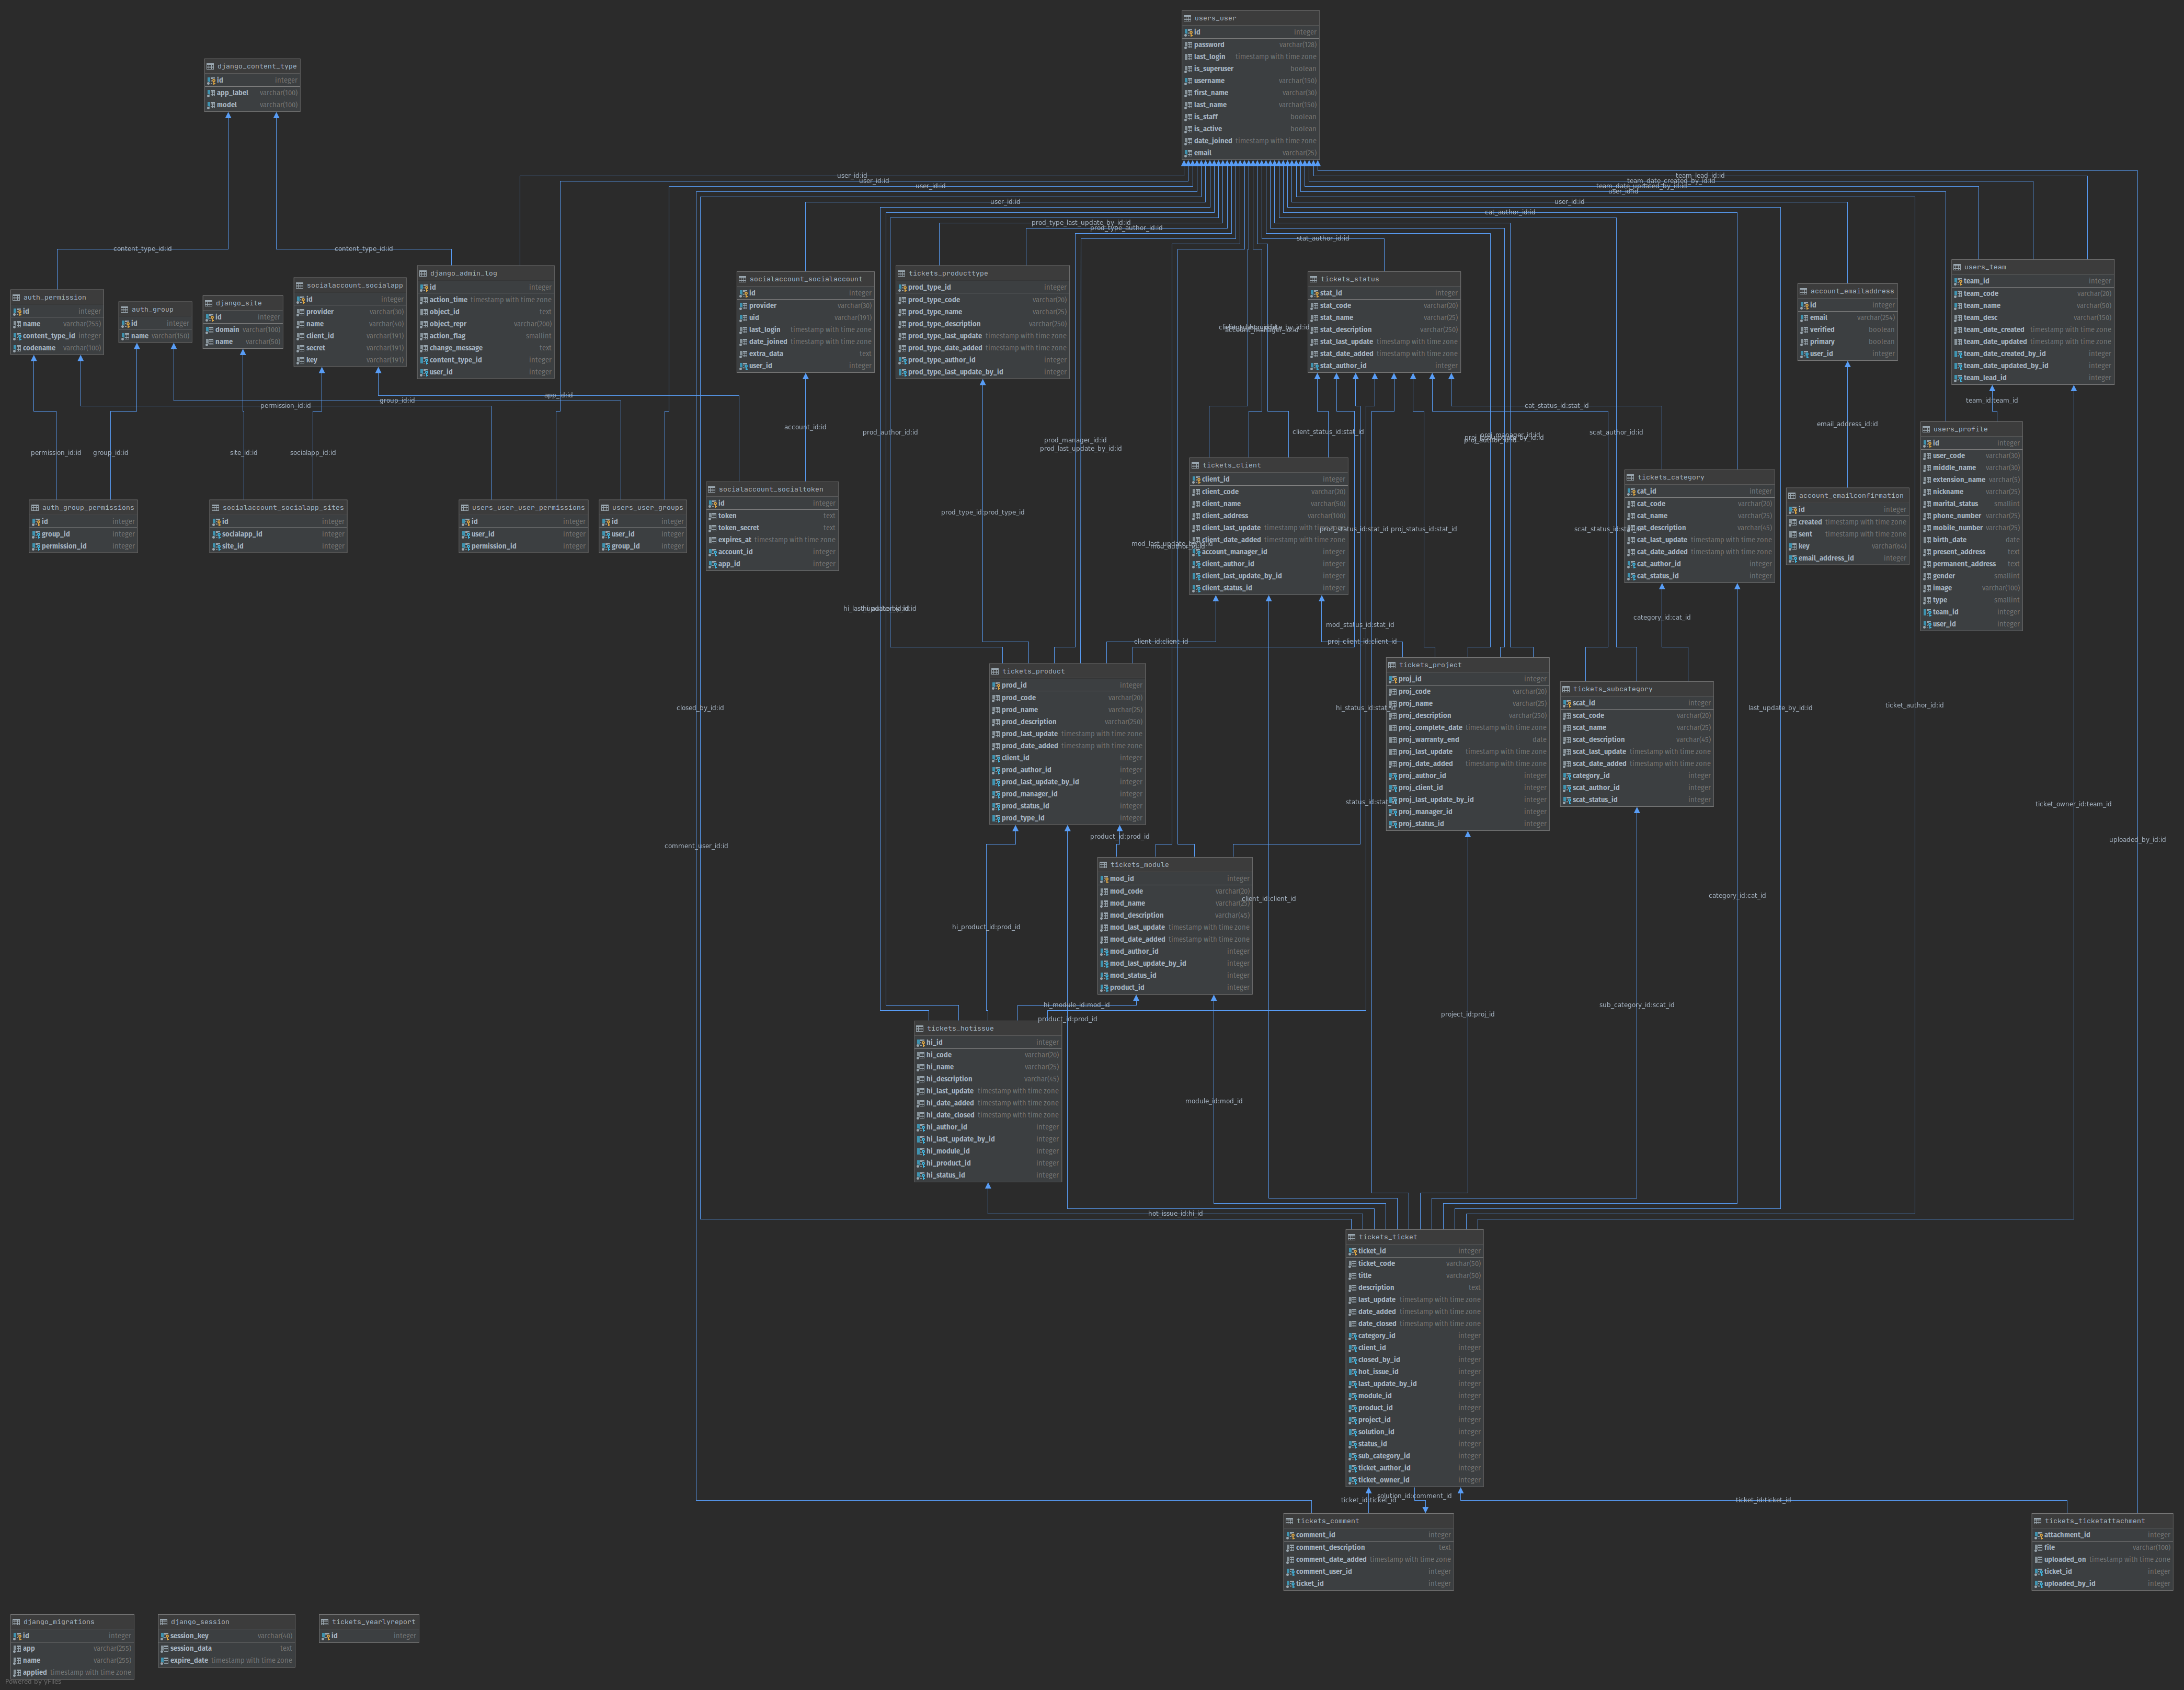 users_user
id integer
password varchar(128)
last_login timestamp with time zone
is_superuser boolean
username varchar(150)
first_name varchar(30)
last_name varchar(150)
is_staff boolean
is_active boolean
date_joined timestamp with time zone
email varchar(25)
django_content_type
id integer
app_label varchar(100)
model varchar(100)
user_id:id
user_id:id
user_id:id
user_id:id
team_lead_id:id
team_date_created_by_id:id
team_date_updated_by_id:id
user_id:id
user_id:id
cat_author_id:id
prod_type_last_update_by_id:id
prod_type_author_id:id
stat_author_id:id
content_type_id:id
content_type_id:id
auth_permission
id integer
name varchar(255)
content_type_id integer
codename varchar(100)
auth_group
id integer
name varchar(150)
django_site
id integer
domain varchar(100)
name varchar(50)
socialaccount_socialapp
id integer
provider varchar(30)
name varchar(40)
client_id varchar(191)
secret varchar(191)
key varchar(191)
django_admin_log
id integer
action_time timestamp with time zone
object_id text
object_repr varchar(200)
action_flag smallint
change_message text
content_type_id integer
user_id integer
socialaccount_socialaccount
id integer
provider varchar(30)
uid varchar(191)
last_login timestamp with time zone
date_joined timestamp with time zone
extra_data text
user_id integer
tickets_producttype
prod_type_id integer
prod_type_code varchar(20)
prod_type_name varchar(25)
prod_type_description varchar(250)
prod_type_last_update timestamp with time zone
prod_type_date_added timestamp with time zone
prod_type_author_id integer
prod_type_last_update_by_id integer
tickets_status
stat_id integer
stat_code varchar(20)
stat_name varchar(25)
stat_description varchar(250)
stat_last_update timestamp with time zone
stat_date_added timestamp with time zone
stat_author_id integer
account_emailaddress
id integer
email varchar(254)
verified boolean
primary boolean
user_id integer
users_team
team_id integer
team_code varchar(20)
team_name varchar(50)
team_desc varchar(150)
team_date_created timestamp with time zone
team_date_updated timestamp with time zone
team_date_created_by_id integer
team_date_updated_by_id integer
team_lead_id integer
permission_id:id
group_id:id
app_id:id
cat_status_id:stat_id
team_id:team_id
permission_id:id
group_id:id
site_id:id
socialapp_id:id
account_id:id
prod_author_id:id
prod_manager_id:id
prod_last_update_by_id:id
client_status_id:stat_id
scat_author_id:id
email_address_id:id
users_profile
id integer
user_code varchar(30)
middle_name varchar(30)
extension_name varchar(5)
nickname varchar(25)
marital_status smallint
phone_number varchar(25)
mobile_number varchar(25)
birth_date date
present_address text
permanent_address text
gender smallint
image varchar(100)
type smallint
team_id integer
user_id integer
auth_group_permissions
id integer
group_id integer
permission_id integer
socialaccount_socialapp_sites
id integer
socialapp_id integer
site_id integer
users_user_user_permissions
id integer
user_id integer
permission_id integer
users_user_groups
id integer
user_id integer
group_id integer
socialaccount_socialtoken
id integer
token text
token_secret text
expires_at timestamp with time zone
account_id integer
app_id integer
prod_type_id:prod_type_id
tickets_client
client_id integer
client_code varchar(20)
client_name varchar(50)
client_address varchar(100)
client_last_update timestamp with time zone
client_date_added timestamp with time zone
account_manager_id integer
client_author_id integer
client_last_update_by_id integer
client_status_id integer
prod_status_id:stat_id
proj_status_id:stat_id
tickets_category
cat_id integer
cat_code varchar(20)
cat_name varchar(25)
cat_description varchar(45)
cat_last_update timestamp with time zone
cat_date_added timestamp with time zone
cat_author_id integer
cat_status_id integer
account_emailconfirmation
id integer
created timestamp with time zone
sent timestamp with time zone
key varchar(64)
email_address_id integer
mod_status_id:stat_id
category_id:cat_id
client_id:client_id
proj_client_id:client_id
tickets_product
prod_id integer
prod_code varchar(20)
prod_name varchar(25)
prod_description varchar(250)
prod_last_update timestamp with time zone
prod_date_added timestamp with time zone
client_id integer
prod_author_id integer
prod_last_update_by_id integer
prod_manager_id integer
prod_status_id integer
prod_type_id integer
tickets_project
proj_id integer
proj_code varchar(20)
proj_name varchar(25)
proj_description varchar(250)
proj_complete_date timestamp with time zone
proj_warranty_end date
proj_last_update timestamp with time zone
proj_date_added timestamp with time zone
proj_author_id integer
proj_client_id integer
proj_last_update_by_id integer
proj_manager_id integer
proj_status_id integer
tickets_subcategory
scat_id integer
scat_code varchar(20)
scat_name varchar(25)
scat_description varchar(45)
scat_last_update timestamp with time zone
scat_date_added timestamp with time zone
category_id integer
scat_author_id integer
scat_status_id integer
closed_by_id:id
last_update_by_id:id
ticket_author_id:id
ticket_owner_id:team_id
uploaded_by_id:id
comment_user_id:id
product_id:prod_id
tickets_module
mod_id integer
mod_code varchar(20)
mod_name varchar(25)
mod_description varchar(45)
mod_last_update timestamp with time zone
mod_date_added timestamp with time zone
mod_author_id integer
mod_last_update_by_id integer
mod_status_id integer
product_id integer
client_id:client_id
category_id:cat_id
hi_product_id:prod_id
hi_module_id:mod_id
product_id:prod_id
sub_category_id:scat_id
project_id:proj_id
tickets_hotissue
hi_id integer
hi_code varchar(20)
hi_name varchar(25)
hi_description varchar(45)
hi_last_update timestamp with time zone
hi_date_added timestamp with time zone
hi_date_closed timestamp with time zone
hi_author_id integer
hi_last_update_by_id integer
hi_module_id integer
hi_product_id integer
hi_status_id integer
module_id:mod_id
hot_issue_id:hi_id
tickets_ticket
ticket_id integer
ticket_code varchar(50)
title varchar(50)
description text
last_update timestamp with time zone
date_added timestamp with time zone
date_closed timestamp with time zone
category_id integer
client_id integer
closed_by_id integer
hot_issue_id integer
last_update_by_id integer
module_id integer
product_id integer
project_id integer
solution_id integer
status_id integer
sub_category_id integer
ticket_author_id integer
ticket_owner_id integer
solution_id:comment_id
ticket_id:ticket_id
ticket_id:ticket_id
tickets_comment
comment_id integer
comment_description text
comment_date_added timestamp with time zone
comment_user_id integer
ticket_id integer
tickets_ticketattachment
attachment_id integer
file varchar(100)
uploaded_on timestamp with time zone
ticket_id integer
uploaded_by_id integer
django_migrations
id integer
app varchar(255)
name varchar(255)
applied timestamp with time zone
django_session
session_key varchar(40)
session_data text
expire_date timestamp with time zone
tickets_yearlyreport
id integer
Powered by yFiles